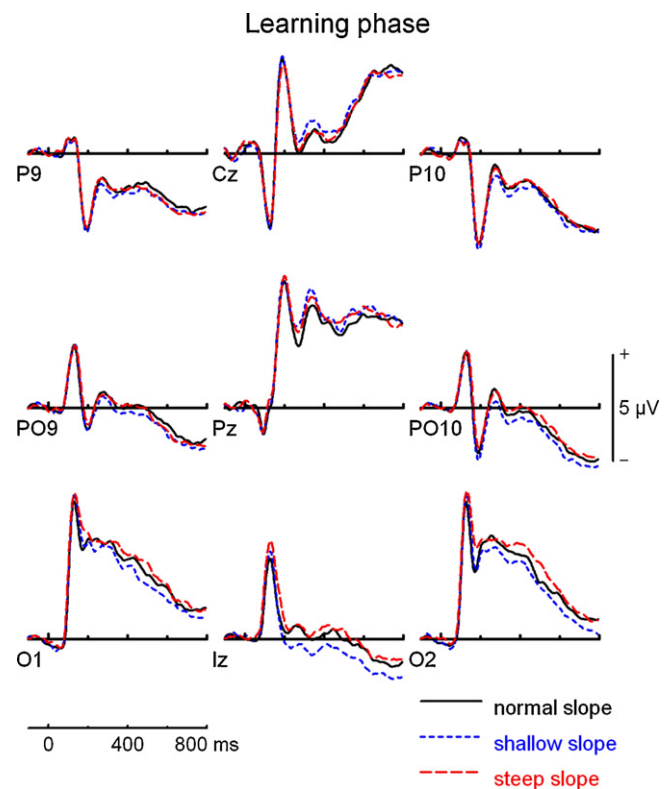 Learning phase
P9
Cz
P10
PO9
Pz
PO10
+
5 µV
–
O1
Iz
O2
0
400
800 ms
normal slope
shallow slope
steep slope